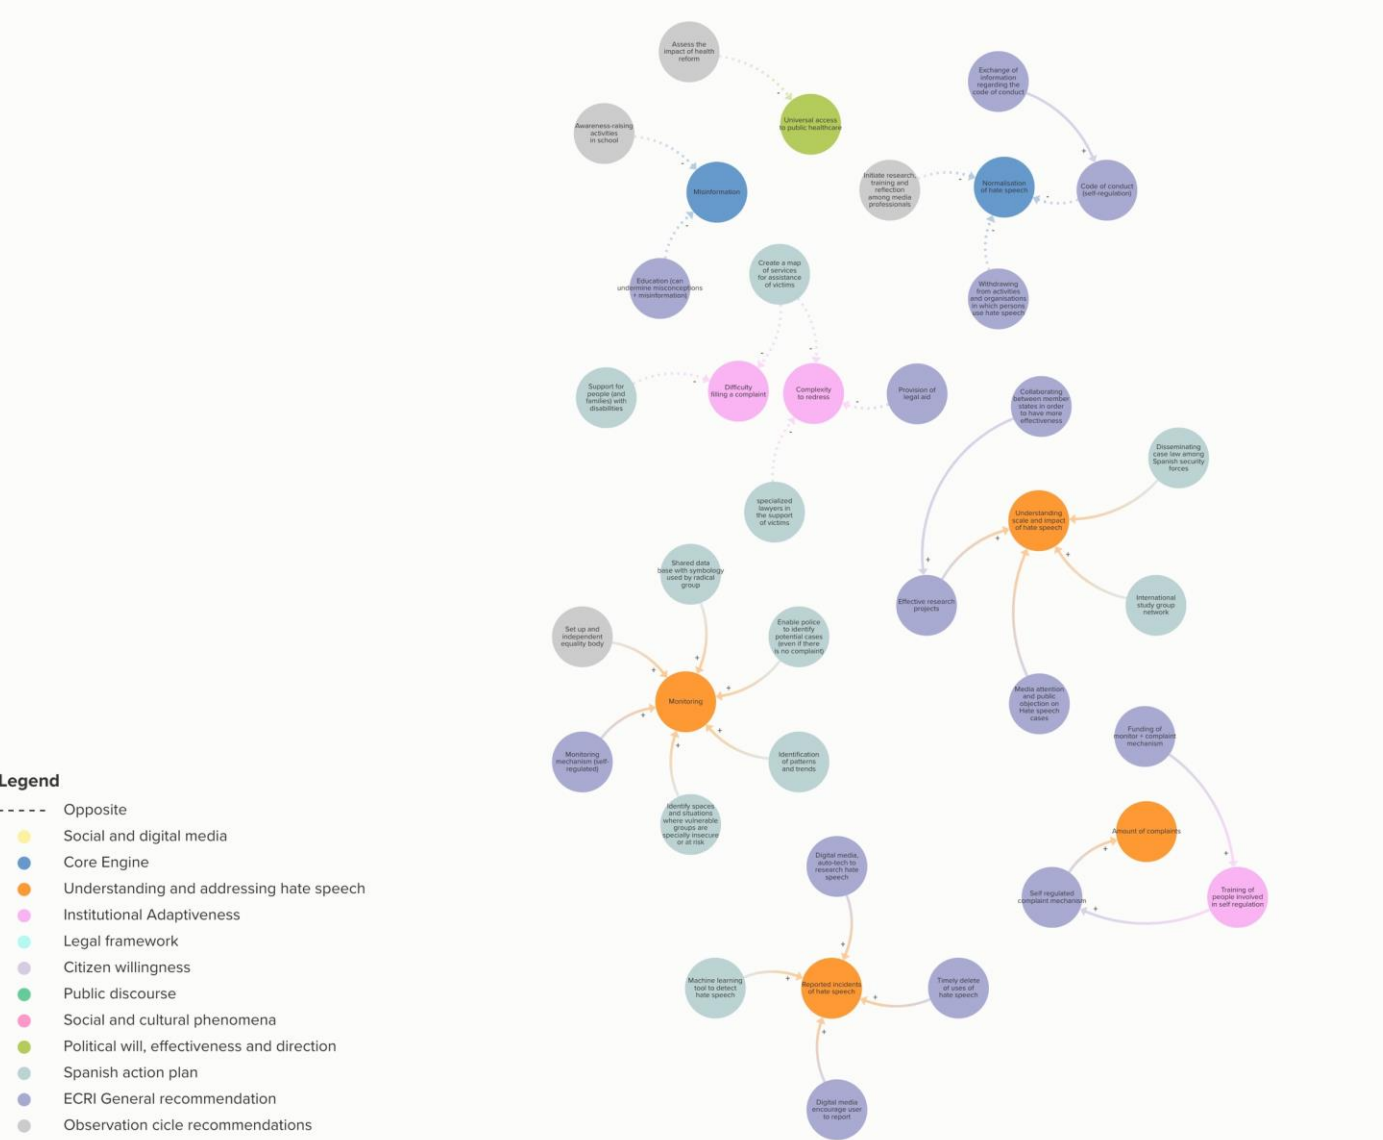 Assess the
impact of health
reform
Universal access
to public healthcare
Awareness-raising
activities
in school
Misinformation
Education (can
undermine misconceptions
+ misinformation)
Exchange of
information
regarding the
code of conduct
Initiate research,
training and
reflection
among media
professionals
Normalisation
of hate speech
Code of conduct
(self-regulation)
Withdrawing
from activities
and organisations
in which persons
use hate speech
Create a map
of services
for assistance
of victims
Support for
people (and
families) with
disabilities
Difficulty
filling a complaint
Complexity
to redress
Provision of
legal aid
specialized
lawyers in
the support
of victims
Collaborating
between member
states in order
to have more
effectiveness
Disseminating
case law among
Spanish security
forces
Understanding
scale and impact
of hate speech
Effective research
projects
International
study group
network
Media attention
and public
objection on
Hate speech
cases
Shared data
base with symbology
used by radical
group
Set up and
independent
equality body
Enable police
to identify
potential cases
(even if there
is no complaint)
Monitoring
Monitoring
mechanism (self-
regulated)
Identification
of patterns
and trends
Identify spaces
and situations
where vulnerable
groups are
specially insecure
or at risk
Funding of
monitor + complaint
mechanism
Amount of complaints
Self regulated
complaint mechanism
Training of
people involved
in self regulation
Digital media,
auto-tech to
research hate
speech
Machine learning
tool to detect
hate speech
Reported incidents
of hate speech
Timely delete
of uses of
hate speech
Digital media
encourage user
to report
Legend
Opposite
Social and digital media
Core Engine
Understanding and addressing hate speech
Institutional Adaptiveness
Legal framework
Citizen willingness
Public discourse
Social and cultural phenomena
Political will, effectiveness and direction
Spanish action plan
ECRI General recommendation
Observation cicle recommendations